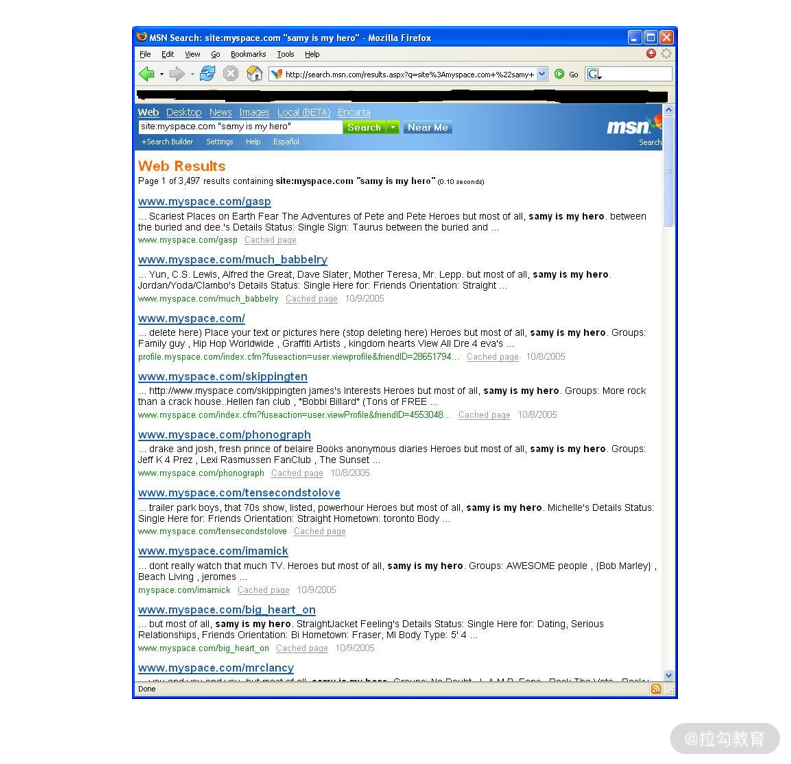 MSN Search: site:myspace.com "samy is my hero" - Mozilla Firefox
File Edit View Go Bookmarks Tools Help
http://search.msn.com/results.aspx?q=site%3Amyspace.com+%22samy+ Go
Web Desktop News Images Local (BETA) Encarta
site:myspace.com "samy is my hero" Search Near Me
msn
+Search Builder Settings Help Español Search
Web Results
Page 1 of 3,497 results containing site:myspace.com "samy is my hero" (0.10 seconds)
www.myspace.com/gasp
... Scariest Places on Earth Fear The Adventures of Pete and Pete Heroes but most of all, samy is my hero. between
the buried and dee.'s Details Status: Single Sign: Taurus between the buried and ...
www.myspace.com/gasp Cached page
www.myspace.com/much_babbelry
... Yun, C.S. Lewis, Alfred the Great, Dave Slater, Mother Teresa, Mr. Lepp. but most of all, samy is my hero.
Jordan/Yoda/Clambo's Details Status: Single Here for: Friends Orientation: Straight ...
www.myspace.com/much_babbelry Cached page 10/9/2005
www.myspace.com/
... delete here) Place your text or pictures here (stop deleting here) Heroes but most of all, samy is my hero. Groups:
Family guy , Hip Hop Worldwide , Graffiti Artists , kingdom hearts View All Dre 4 eva's ...
profile.myspace.com/index.cfm?fuseaction=user.viewprofile&friendID=28651794... Cached page 10/8/2005
www.myspace.com/skippingten
... http://www.myspace.com/skippingten james's Interests Heroes but most of all, samy is my hero. Groups: More rock
than a crack house..Hellen fan club , *Bobbi Billard* (Tons of FREE ...
www.myspace.com/index.cfm?fuseaction=user.viewProfile&friendID=4553048... Cached page 10/8/2005
www.myspace.com/phonograph
... drake and josh, fresh prince of belaire Books anonymous diaries Heroes but most of all, samy is my hero. Groups:
Jeff K 4 Prez , Lexi Rasmussen FanClub , The Sunset ...
www.myspace.com/phonograph Cached page 10/8/2005
www.myspace.com/tensecondstolove
... trailer park boys, that 70s show, listed, powerhour Heroes but most of all, samy is my hero. Michelle's Details Status:
Single Here for: Friends Orientation: Straight Hometown: toronto Body ...
www.myspace.com/tensecondstolove Cached page
www.myspace.com/imamick
... dont really watch that much TV. Heroes but most of all, samy is my hero. Groups: AWESOME people , {Bob Marley} ,
Beach Living , jeromes ...
myspace.com/imamick Cached page 10/9/2005
www.myspace.com/big_heart_on
... but most of all, samy is my hero. StraightJacket Feeling's Details Status: Single Here for: Dating, Serious
Relationships, Friends Orientation: Bi Hometown: Fraser, MI Body Type: 5' 4 ...
www.myspace.com/big_heart_on Cached page 10/9/2005
www.myspace.com/mrclancy
Done
@拉勾教育